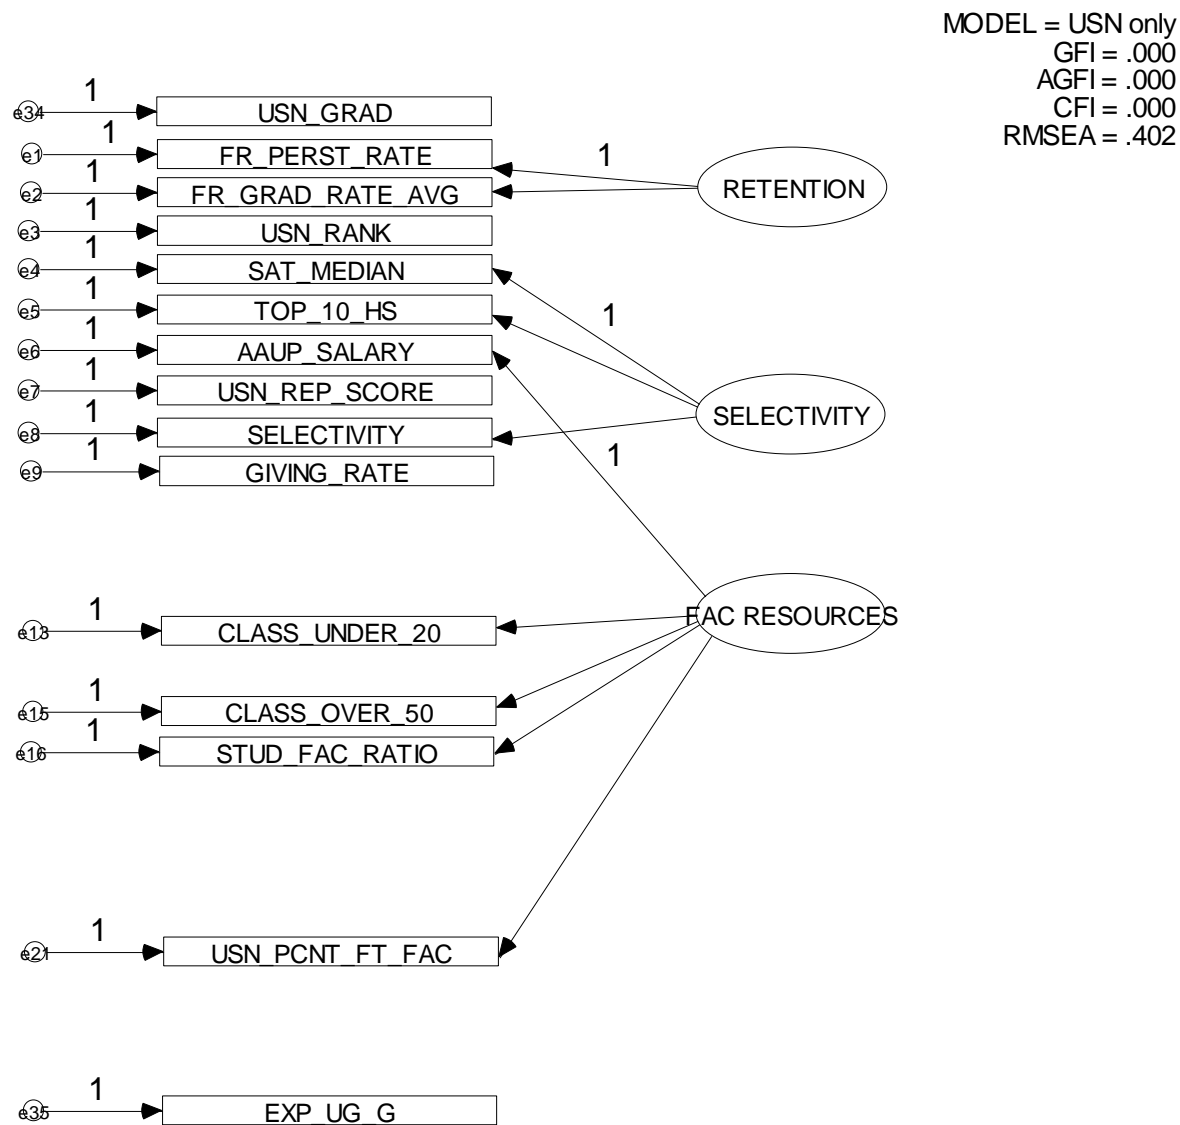 MODEL = USN only
GFI = .000
AGFI = .000
CFI = .000
RMSEA = .402
e34 1 USN_GRAD
e1 1 FR_PERST_RATE 1
e2 1 FR_GRAD_RATE_AVG RETENTION
e3 1 USN_RANK
e4 1 SAT_MEDIAN
e5 1 TOP_10_HS 1
e6 1 AAUP_SALARY
e7 1 USN_REP_SCORE
e8 1 SELECTIVITY SELECTIVITY
e9 1 GIVING_RATE 1
e13 1 CLASS_UNDER_20 FAC RESOURCES
e15 1 CLASS_OVER_50
e16 1 STUD_FAC_RATIO
e21 1 USN_PCNT_FT_FAC
e35 1 EXP_UG_G